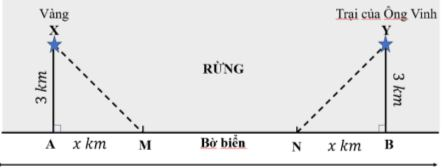 Vàng
Trại của Ông Vinh
X
Y
RỪNG
3 km
3 km
A
x km
M
Bờ biển
N
x km
B